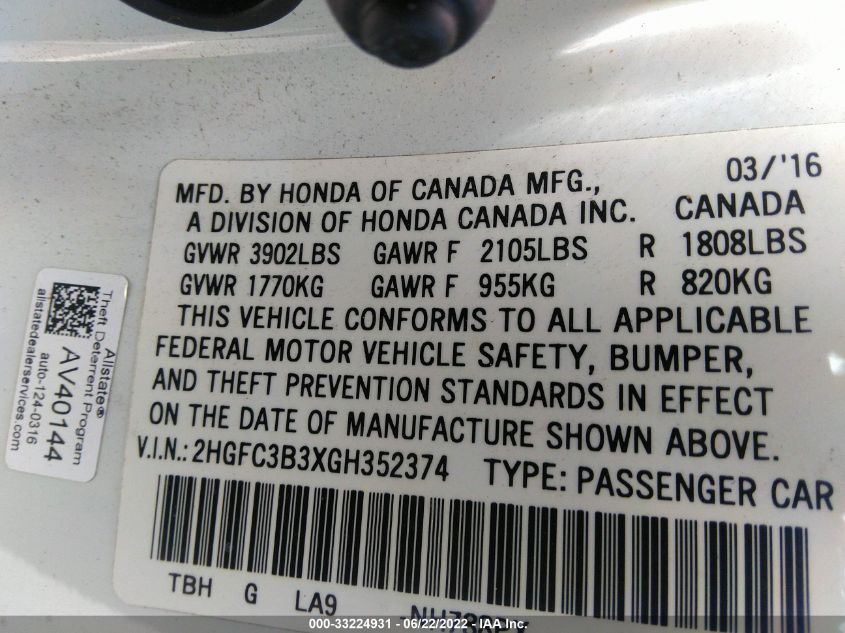 MFD. BY HONDA OF CANADA MFG., 03/'16
A DIVISION OF HONDA CANADA INC. CANADA
GVWR 3902LBS GAWR F 2105LBS R 1808LBS
GVWR 1770KG GAWR F 955KG R 820KG
THIS VEHICLE CONFORMS TO ALL APPLICABLE
FEDERAL MOTOR VEHICLE SAFETY, BUMPER,
AND THEFT PREVENTION STANDARDS IN EFFECT
ON THE DATE OF MANUFACTURE SHOWN ABOVE.
V.I.N.: 2HGFC3B3XGH352374 TYPE: PASSENGER CAR
TBH G LA9
Allstate®
Theft Deterrent Program
AV40144
auto-124-0316
allstatedealerservices.com
000-33224931 - 06/22/2022 - IAA Inc.